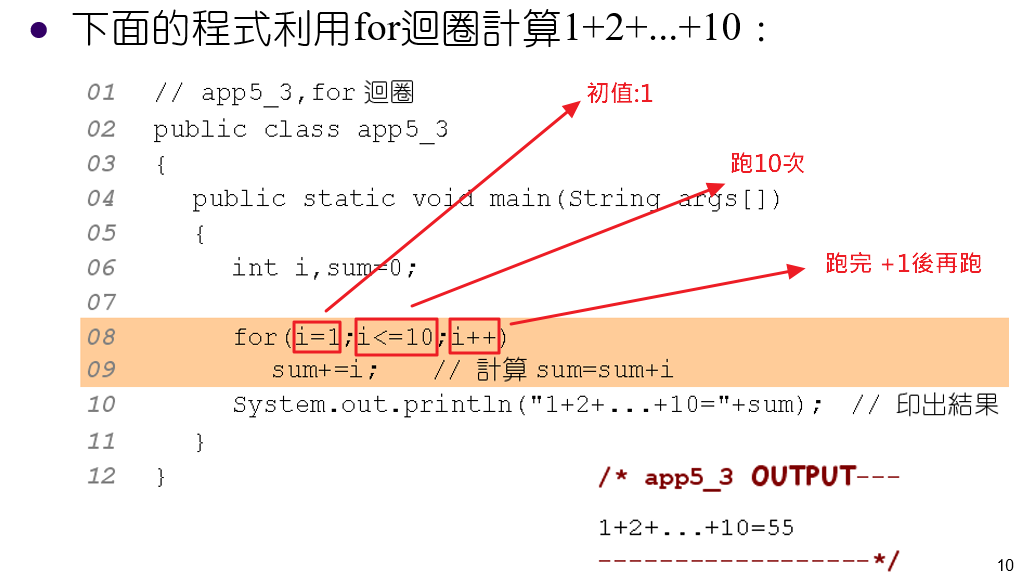 ● 下面的程式利用for迴圈計算1+2+...+10：
01 // app5_3,for 迴圈
初值:1
02 public class app5_3
03 {
跑10次
04 public static void main(String args[])
05 {
06 int i,sum=0;
跑完 +1後再跑
07
08 for(i=1;i<=10;i++)
09 sum+=i; // 計算 sum=sum+i
10 System.out.println("1+2+...+10="+sum); // 印出結果
11 }
12 }
/* app5_3 OUTPUT---
1+2+...+10=55
------------------*/
10